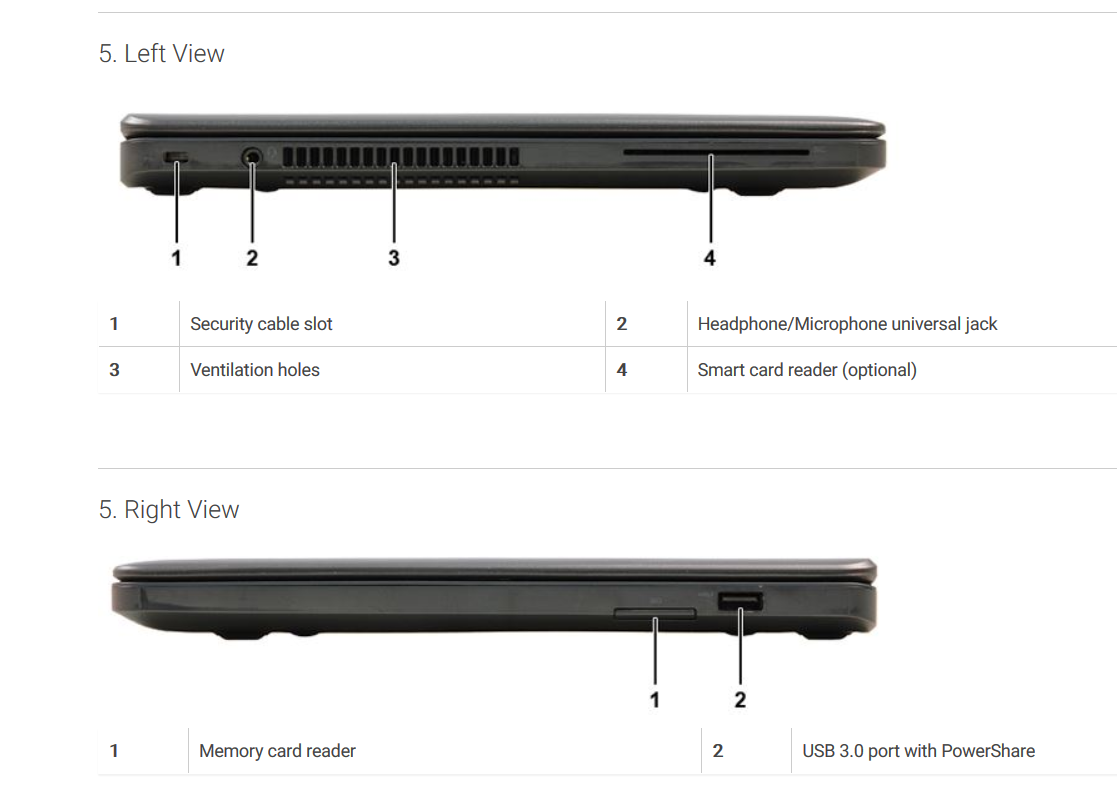 5. Left View
1 2 3 4
1 Security cable slot 2 Headphone/Microphone universal jack
3 Ventilation holes 4 Smart card reader (optional)
5. Right View
1 2
1 Memory card reader 2 USB 3.0 port with PowerShare